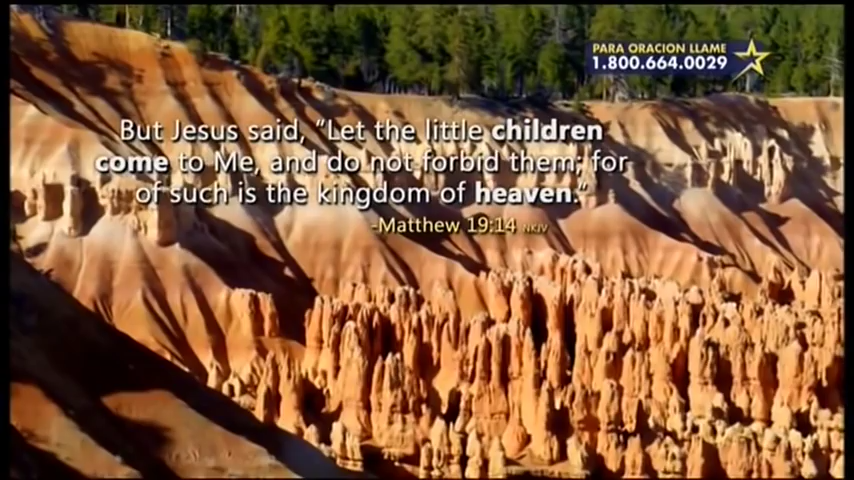 PARA ORACION LLAME
1.800.664.0029
But Jesus said, “Let the little children
come to Me, and do not forbid them; for
of such is the kingdom of heaven.”
-Matthew 19:14 NKJV